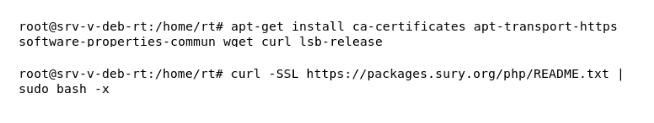 root@srv-v-deb-rt:/home/rt# apt-get install ca-certificates apt-transport-https
software-properties-commun wget curl lsb-release
root@srv-v-deb-rt:/home/rt# curl -SSL https://packages.sury.org/php/README.txt |
sudo bash -x